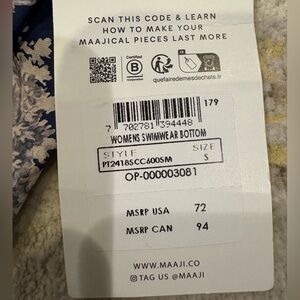 SCAN THIS CODE & LEARN
HOW TO MAKE YOUR
MAAJICAL PIECES LAST MORE
Certified
B
Corporation
quefairedemesdechets.fr
179
7 702781 394448
WOMENS SWIMWEAR BOTTOM
STYLE SIZE
PT2418SCC600SM S
OP-000003081
MSRP USA 72
MSRP CAN 94
WWW.MAAJI.CO
TAG US @MAAJI